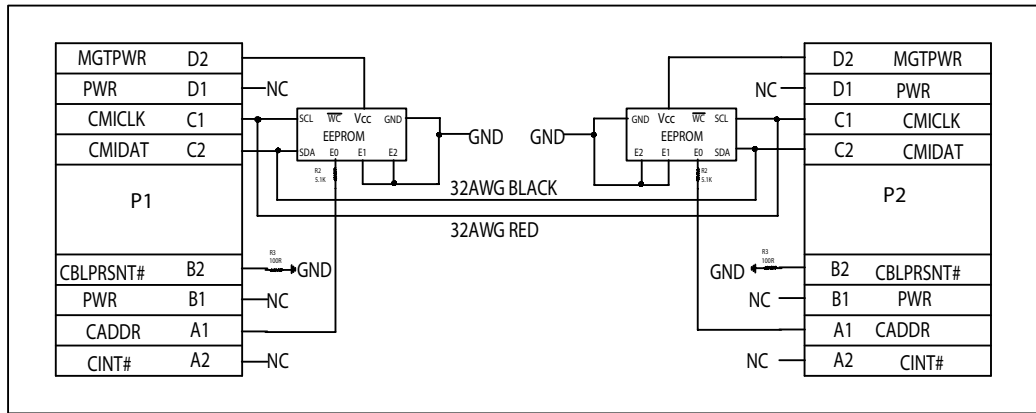 MGTPWR D2
PWR D1 NC
CMICLK C1
CMIDAT C2
P1
CBLPRSNT# B2 GND
PWR B1 NC
CADDR A1
CINT# A2 NC
SCL WC Vcc GND
EEPROM
SDA E0 E1 E2
GND
R2
5.1K
R3
100R
32AWG BLACK
32AWG RED
GND Vcc WC SCL
EEPROM
E2 E1 E0 SDA
GND
R2
5.1K
R3
100R
D2 MGTPWR
NC D1 PWR
C1 CMICLK
C2 CMIDAT
P2
GND B2 CBLPRSNT#
NC B1 PWR
A1 CADDR
NC A2 CINT#